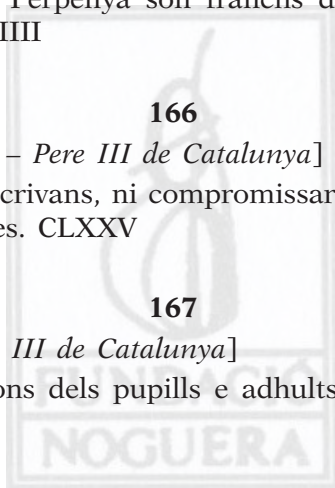 Perpenyà son franchs d
IIII
166
– Pere III de Catalunya]
crivans, ni compromissar
es. CLXXV
167
III de Catalunya]
ons dels pupills e adhults
FUNDACIÓ
NOGUERA